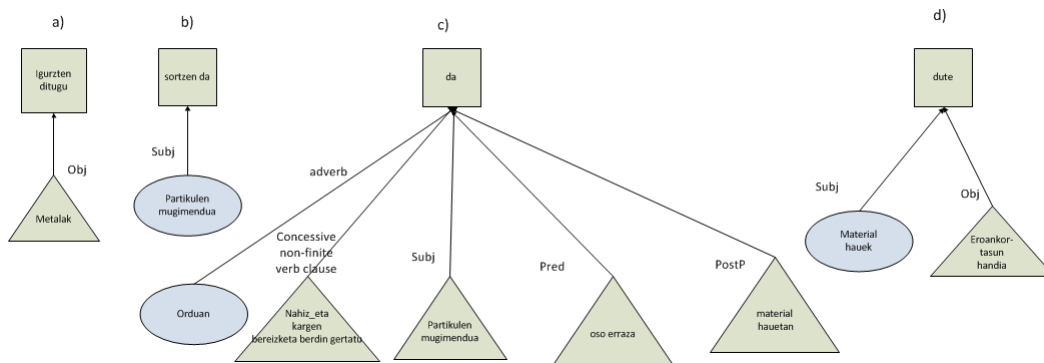 a)
b)
c)
d)
Igurzten
ditugu
sortzen da
da
dute
Obj
Subj
adverb
Subj
Obj
Metalak
Partikulen
mugimendua
Concessive
non-finite
verb clause
Subj
Pred
PostP
Material
hauek
Eroankor-
tasun
handia
Orduan
Nahiz_eta
kargen
bereizketa berdin gertatu
Partikulen
mugimendua
oso erraza
material
hauetan